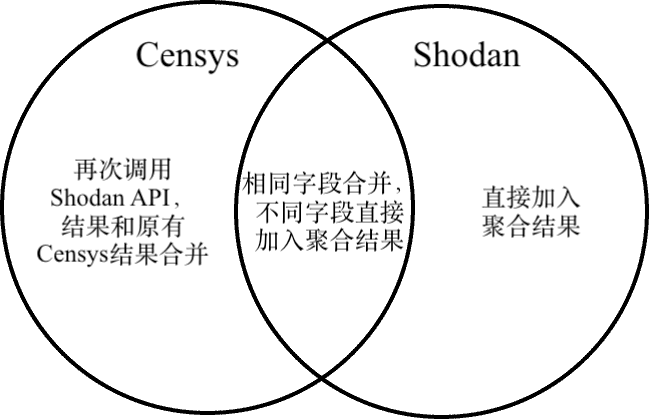 Censys
Shodan
再次调用
Shodan API，
结果和原有
Censys结果合并
相同字段合并，
不同字段直接
加入聚合结果
直接加入
聚合结果